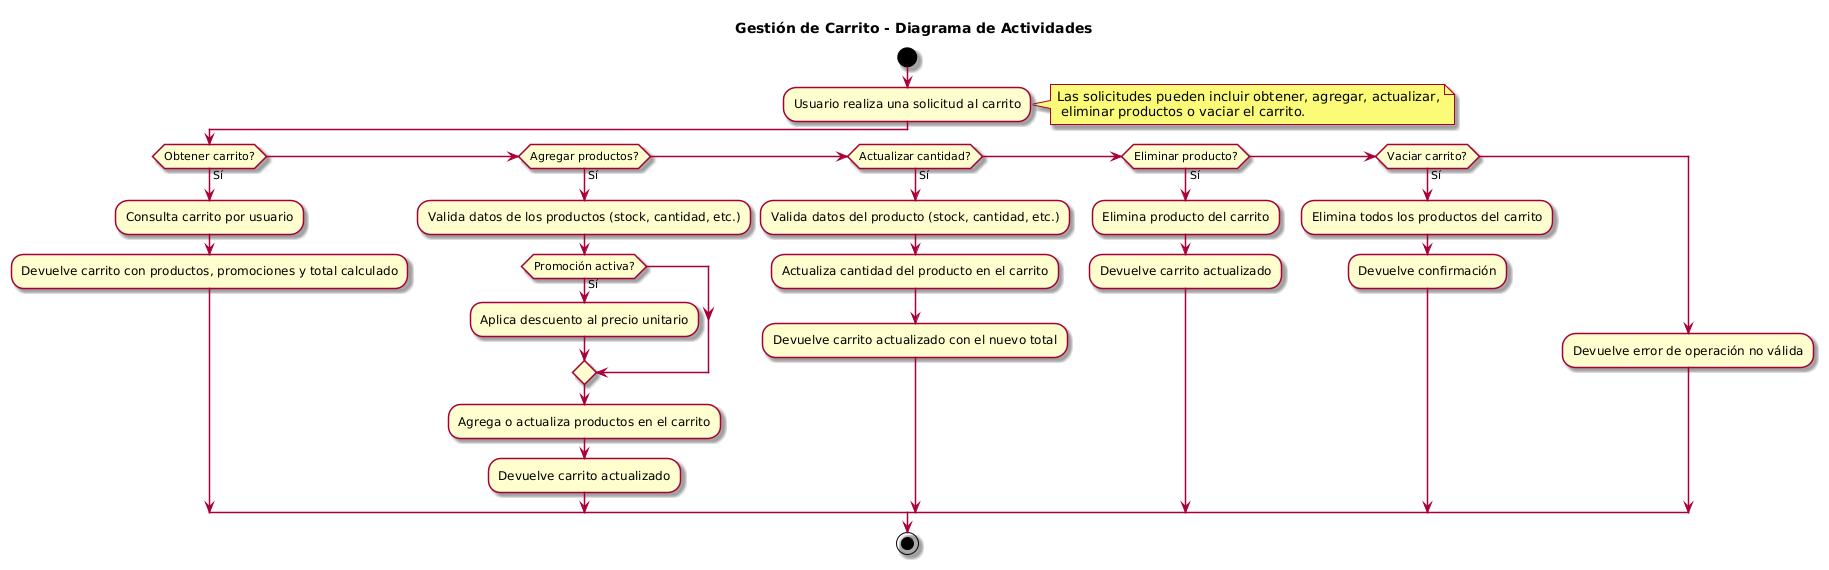 Gestión de Carrito - Diagrama de Actividades
Usuario realiza una solicitud al carrito
Las solicitudes pueden incluir obtener, agregar, actualizar,
eliminar productos o vaciar el carrito.
Obtener carrito?
Sí
Consulta carrito por usuario
Devuelve carrito con productos, promociones y total calculado
Agregar productos?
Sí
Valida datos de los productos (stock, cantidad, etc.)
Promoción activa?
Sí
Aplica descuento al precio unitario
Agrega o actualiza productos en el carrito
Devuelve carrito actualizado
Actualizar cantidad?
Sí
Valida datos del producto (stock, cantidad, etc.)
Actualiza cantidad del producto en el carrito
Devuelve carrito actualizado con el nuevo total
Eliminar producto?
Sí
Elimina producto del carrito
Devuelve carrito actualizado
Vaciar carrito?
Sí
Elimina todos los productos del carrito
Devuelve confirmación
Devuelve error de operación no válida